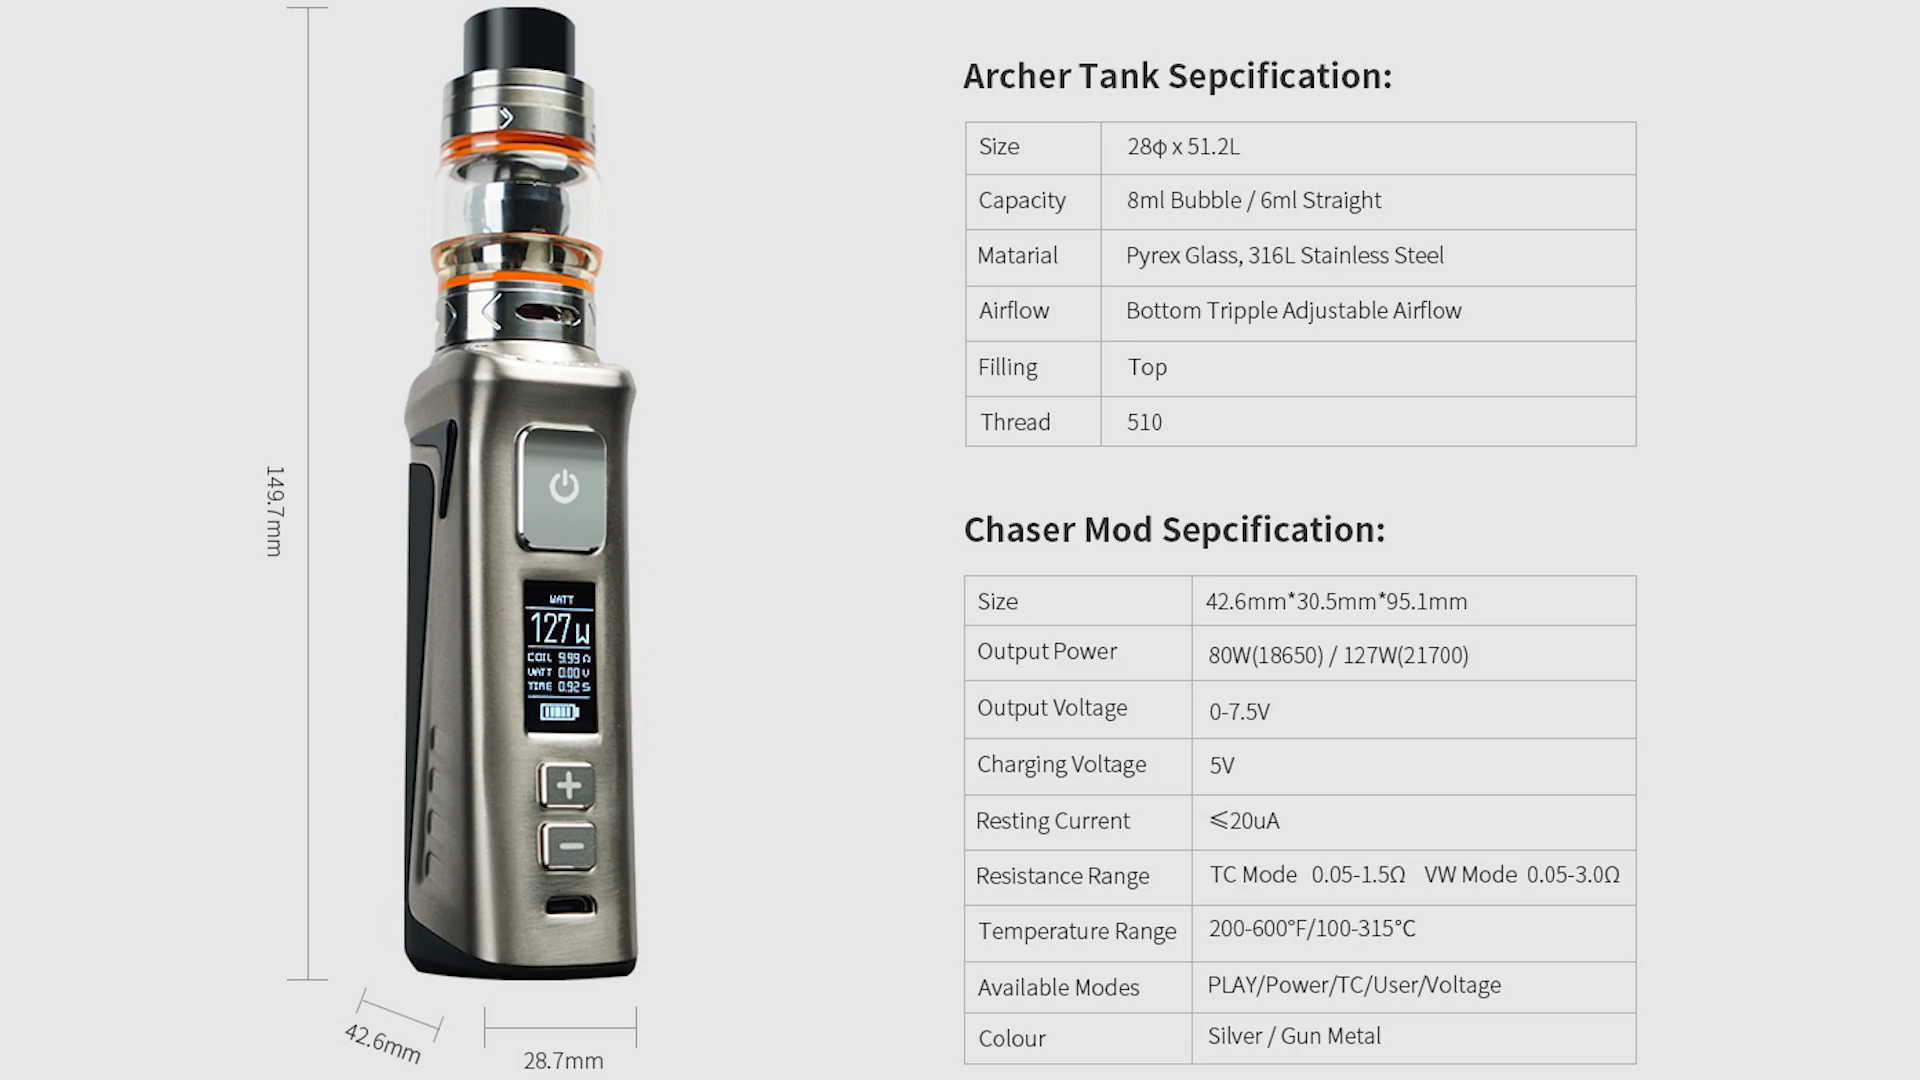 149.7mm
42.6mm
28.7mm
WATT
127W
COIL 9.99 Ω
VATT 0.00 V
TIME 0.92 S
Archer Tank Sepcification:
Size 28φ x 51.2L
Capacity 8ml Bubble / 6ml Straight
Matarial Pyrex Glass, 316L Stainless Steel
Airflow Bottom Tripple Adjustable Airflow
Filling Top
Thread 510
Chaser Mod Sepcification:
Size 42.6mm*30.5mm*95.1mm
Output Power 80W(18650) / 127W(21700)
Output Voltage 0-7.5V
Charging Voltage 5V
Resting Current ⩽20uA
Resistance Range TC Mode 0.05-1.5Ω VW Mode 0.05-3.0Ω
Temperature Range 200-600°F/100-315℃
Available Modes PLAY/Power/TC/User/Voltage
Colour Silver / Gun Metal